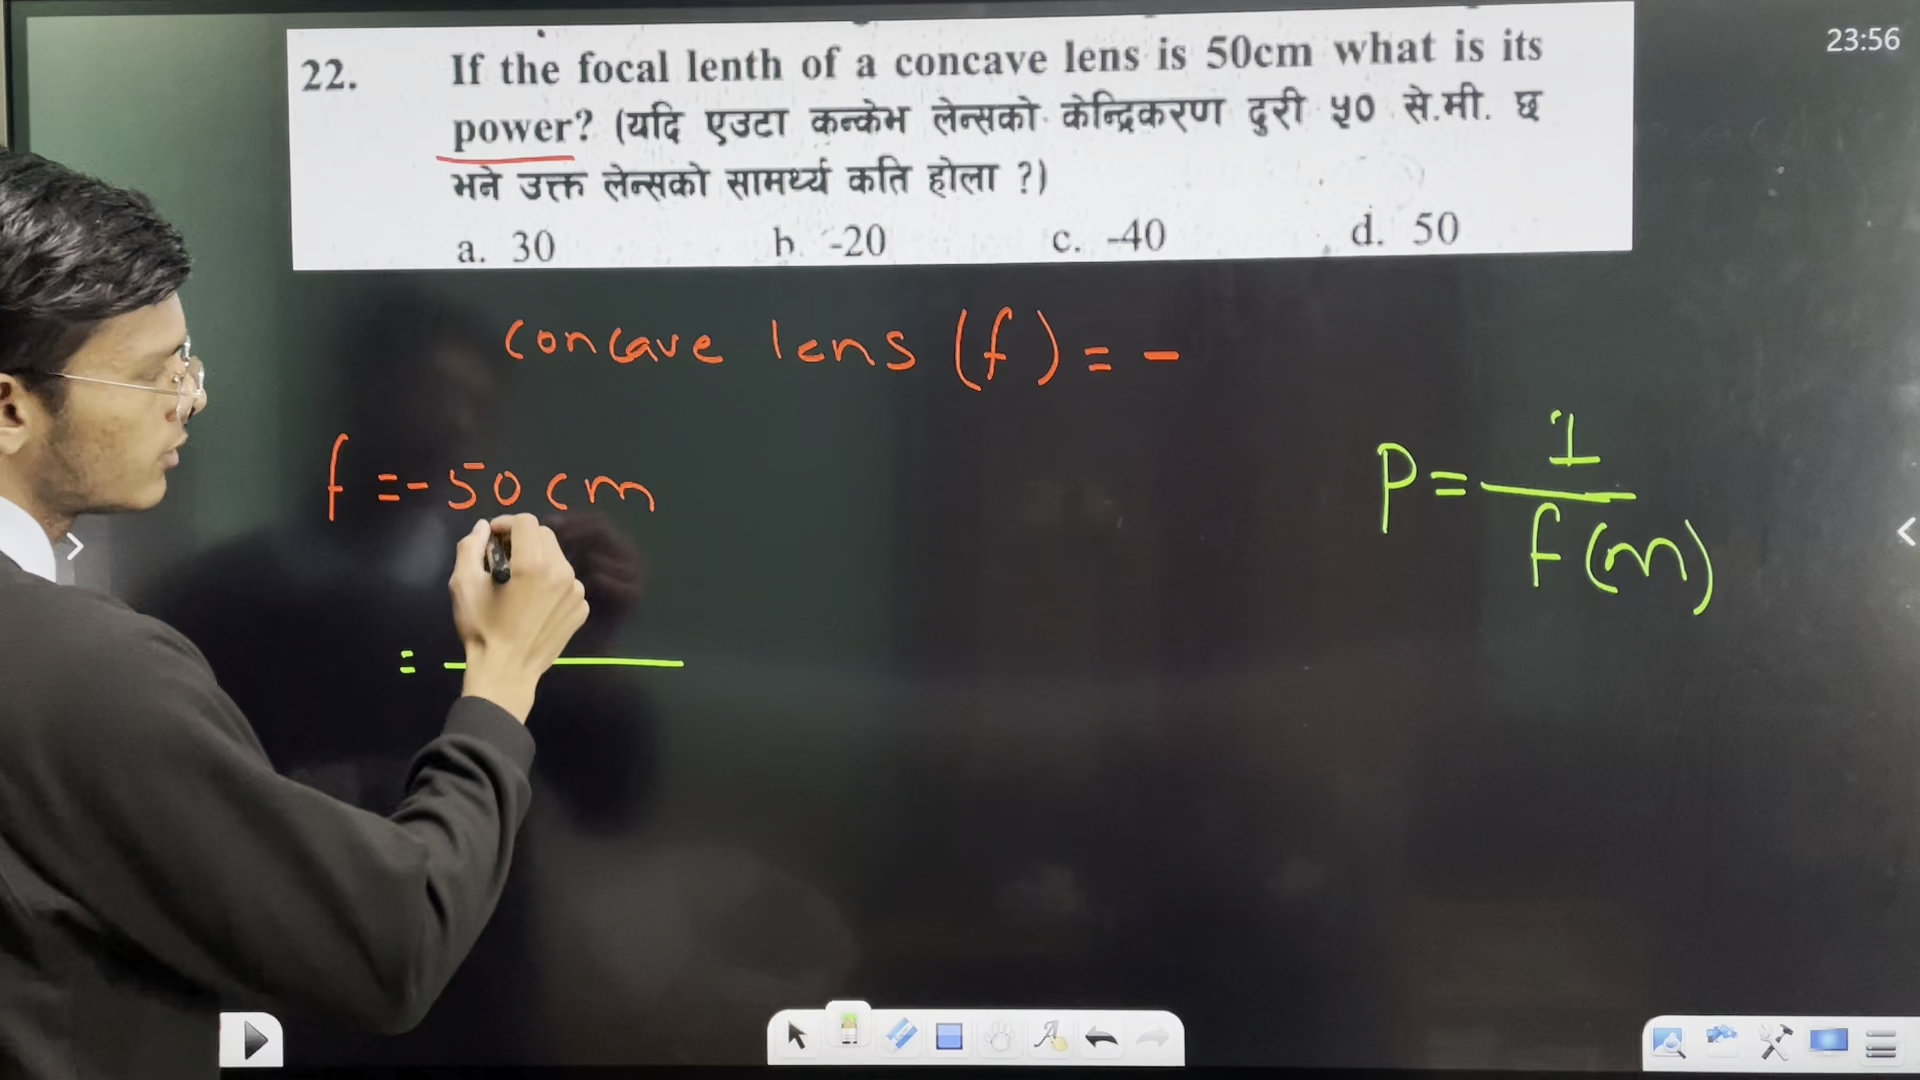 23:56
22. If the focal lenth of a concave lens is 50cm what is its
power? (यदि एउटा कन्केभ लेन्सको केन्द्रिकरण दुरी ५० से.मी. छ
भने उक्त लेन्सको सामर्थ्य कति होला ?)
a. 30 b. -20 c. -40 d. 50
concave lens (f) = -
f = - 50 cm
P = 1
f (m)
=